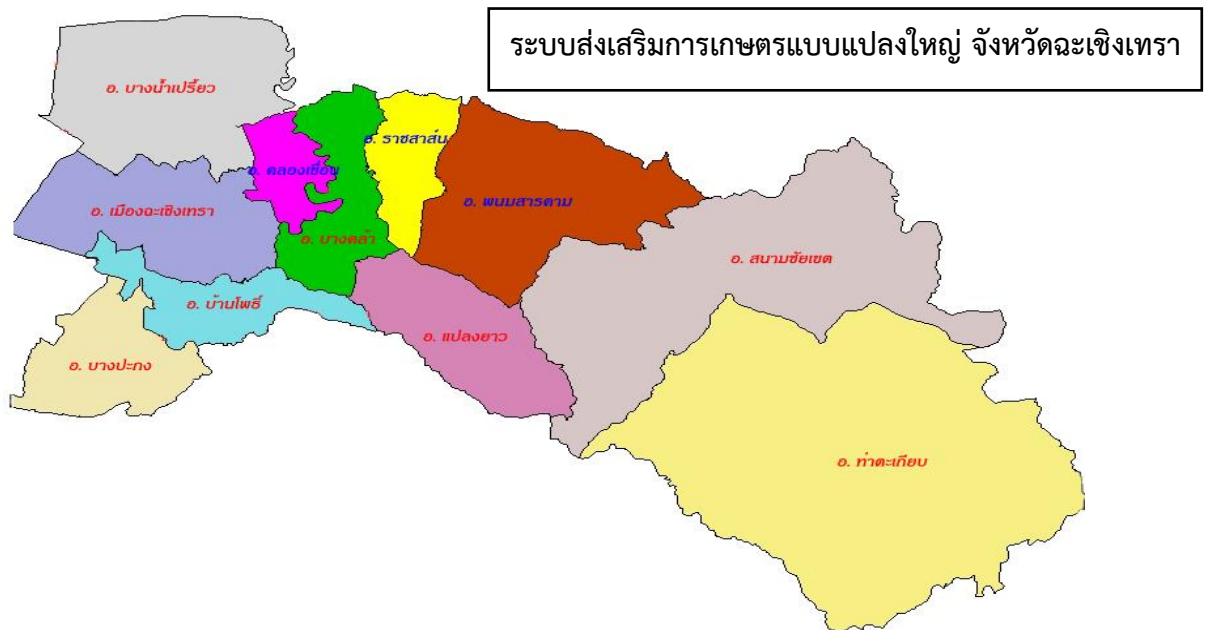 ระบบส่งเสริมการเกษตรแบบแปลงใหญ่ จังหวัดฉะเชิงเทรา
อ. บางน้ำเปรี้ยว
อ. ราชสาส์น
อ. คลองเขื่อน
อ. พนมสารคาม
อ. เมืองฉะเชิงเทรา
อ. บางคล้า
อ. สนามชัยเขต
อ. บ้านโพธิ์
อ. แปลงยาว
อ. บางปะกง
อ. ท่าตะเกียบ